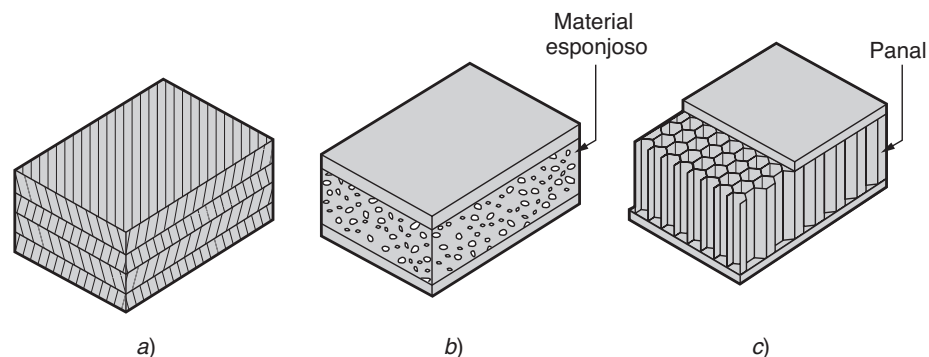 Material
esponjoso
Panal
a)
b)
c)